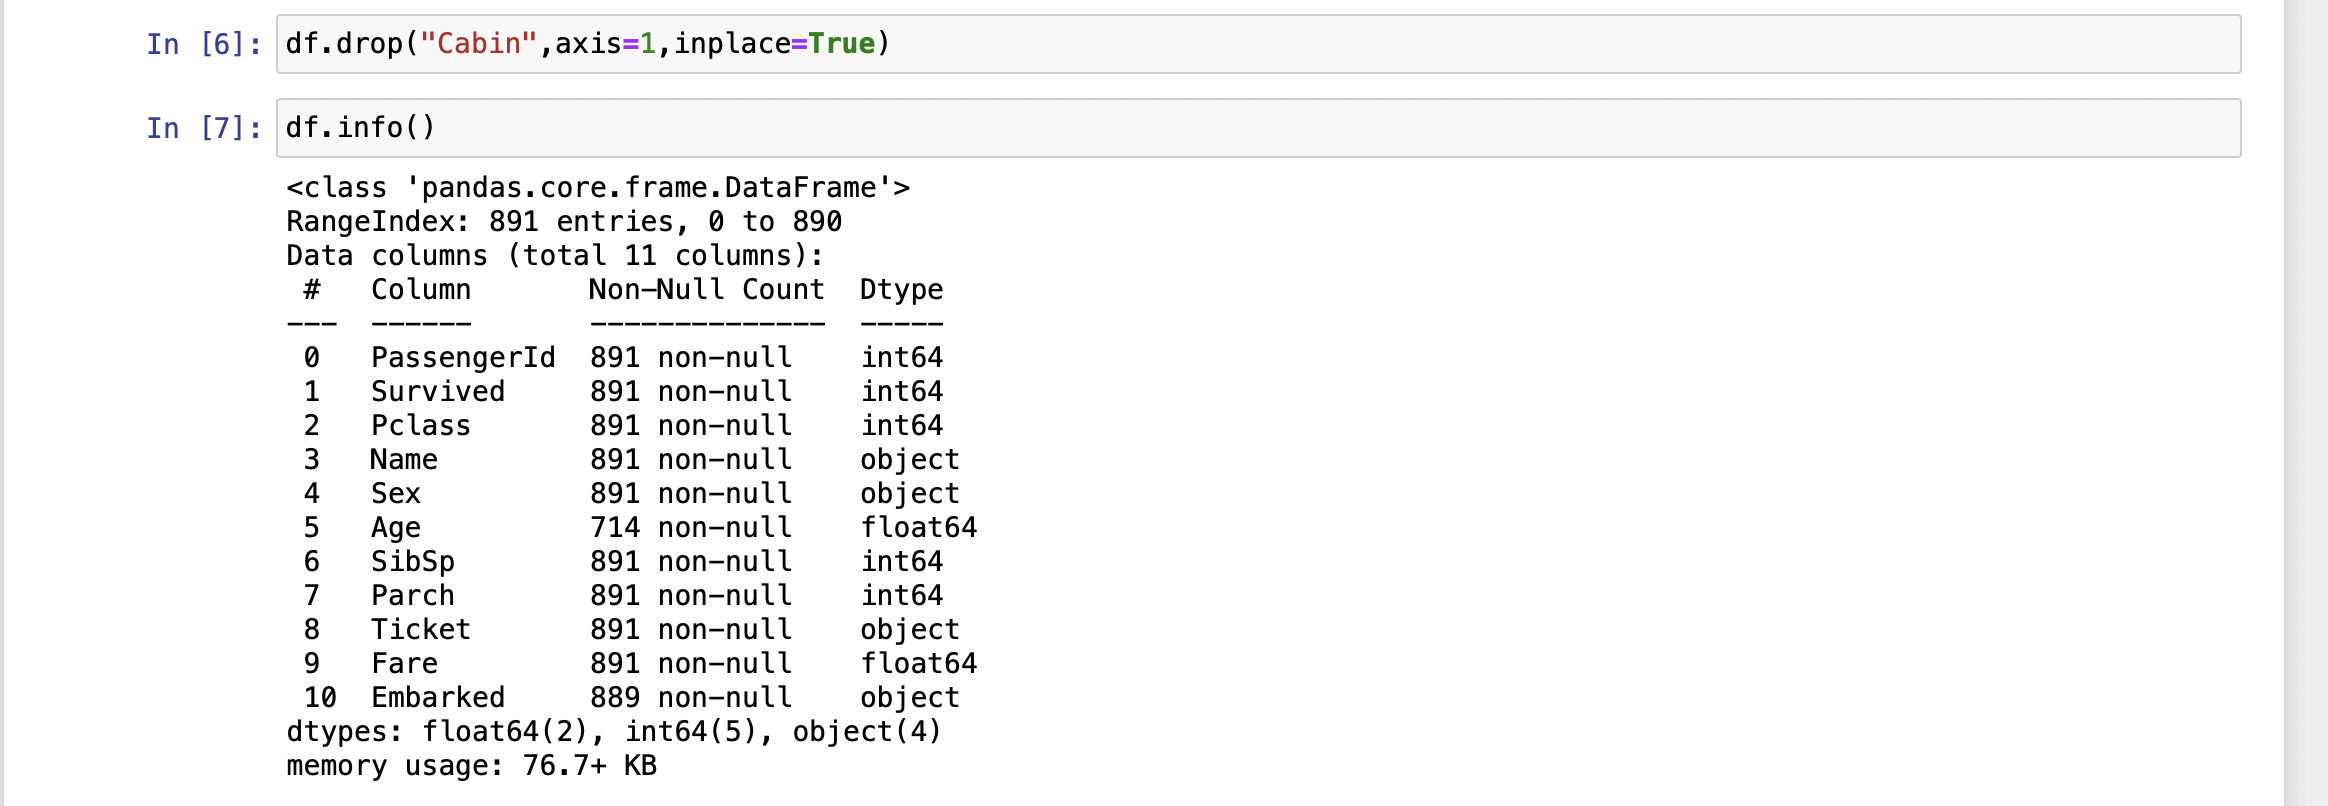 In [6]: df.drop("Cabin",axis=1,inplace=True)
In [7]: df.info()
<class 'pandas.core.frame.DataFrame'>
RangeIndex: 891 entries, 0 to 890
Data columns (total 11 columns):
 #   Column       Non-Null Count  Dtype
---  ------       --------------  -----
 0   PassengerId  891 non-null    int64
 1   Survived     891 non-null    int64
 2   Pclass       891 non-null    int64
 3   Name         891 non-null    object
 4   Sex          891 non-null    object
 5   Age          714 non-null    float64
 6   SibSp        891 non-null    int64
 7   Parch        891 non-null    int64
 8   Ticket       891 non-null    object
 9   Fare         891 non-null    float64
 10  Embarked     889 non-null    object
dtypes: float64(2), int64(5), object(4)
memory usage: 76.7+ KB